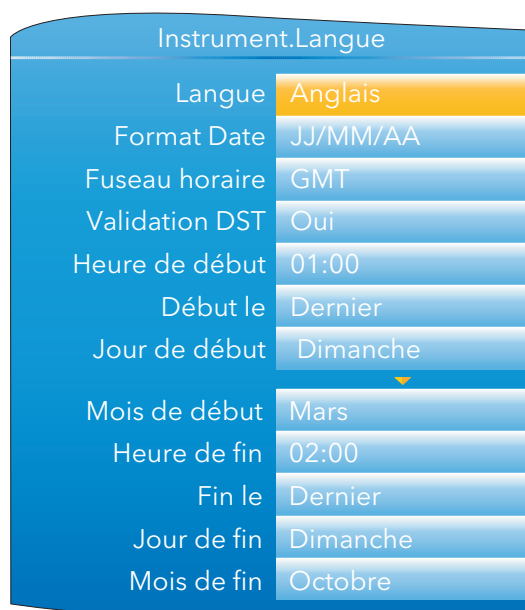 Instrument.Langue
Langue Anglais
Format Date JJ/MM/AA
Fuseau horaire GMT
Validation DST Oui
Heure de début 01:00
Début le Dernier
Jour de début Dimanche
Mois de début Mars
Heure de fin 02:00
Fin le Dernier
Jour de fin Dimanche
Mois de fin Octobre